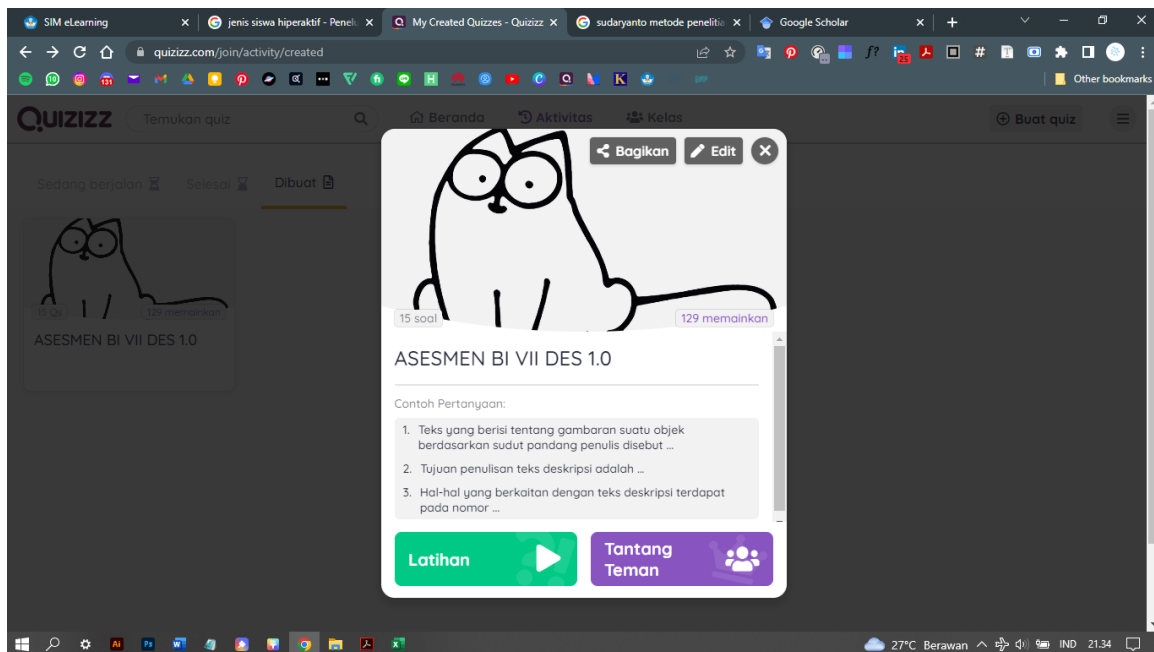 SIM eLearning
jenis siswa hiperaktif - Penelu
My Created Quizzes - Quizizz
sudaryanto metode penelitia
Google Scholar
quizizz.com/join/activity/created
Other bookmarks
QUIZIZZ
Temukan quiz
Beranda
Aktivitas
Kelas
Buat quiz
Sedang berjalan
Selesai
Dibuat
15 Qs
129 memainkan
ASESMEN BI VII DES 1.0
Bagikan
Edit
15 soal
129 memainkan
ASESMEN BI VII DES 1.0
Contoh Pertanyaan:
1. Teks yang berisi tentang gambaran suatu objek
berdasarkan sudut pandang penulis disebut ...
2. Tujuan penulisan teks deskripsi adalah ...
3. Hal-hal yang berkaitan dengan teks deskripsi terdapat
pada nomor ...
Latihan
Tantang
Teman
27°C Berawan
IND
21.34